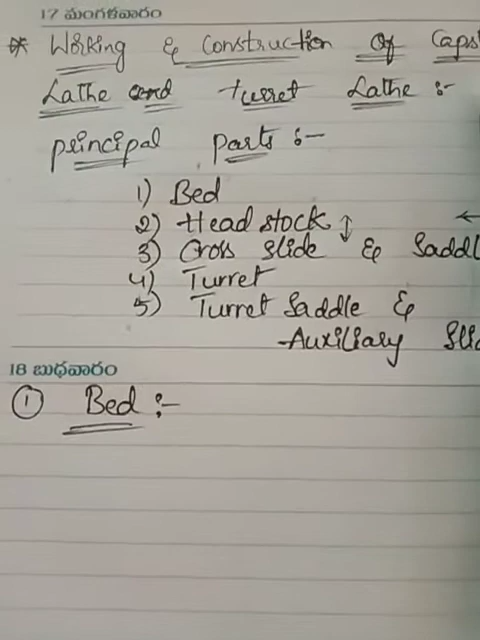 17 మంగళవారం
* Working & Construction Of Caps
Lathe and turret Lathe :-
principal parts :-
1) Bed
2) Head stock
3) Cross slide & Saddl
4) Turret
5) Turret Saddle &
-Auxiliary Sli
18 బుధవారం
① Bed :-